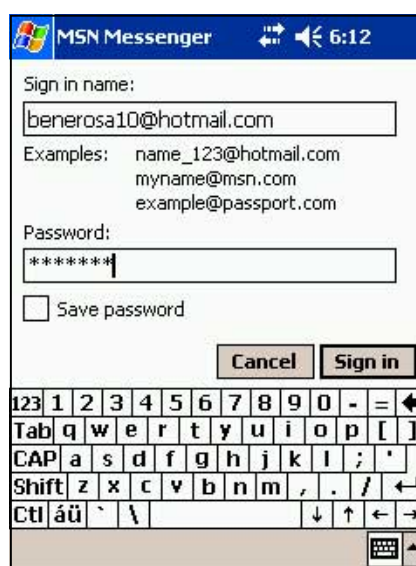 MSN Messenger 6:12
Sign in name:
benerosa10@hotmail.com
Examples: name_123@hotmail.com
myname@msn.com
example@passport.com
Password:
*******
Save password
Cancel Sign in
123 1 2 3 4 5 6 7 8 9 0 - = ←
Tab q w e r t y u i o p [ ]
CAP a s d f g h j k l ; '
Shift z x c v b n m , . / ↵
Ctl áü ` \ ↓ ↑ ← →